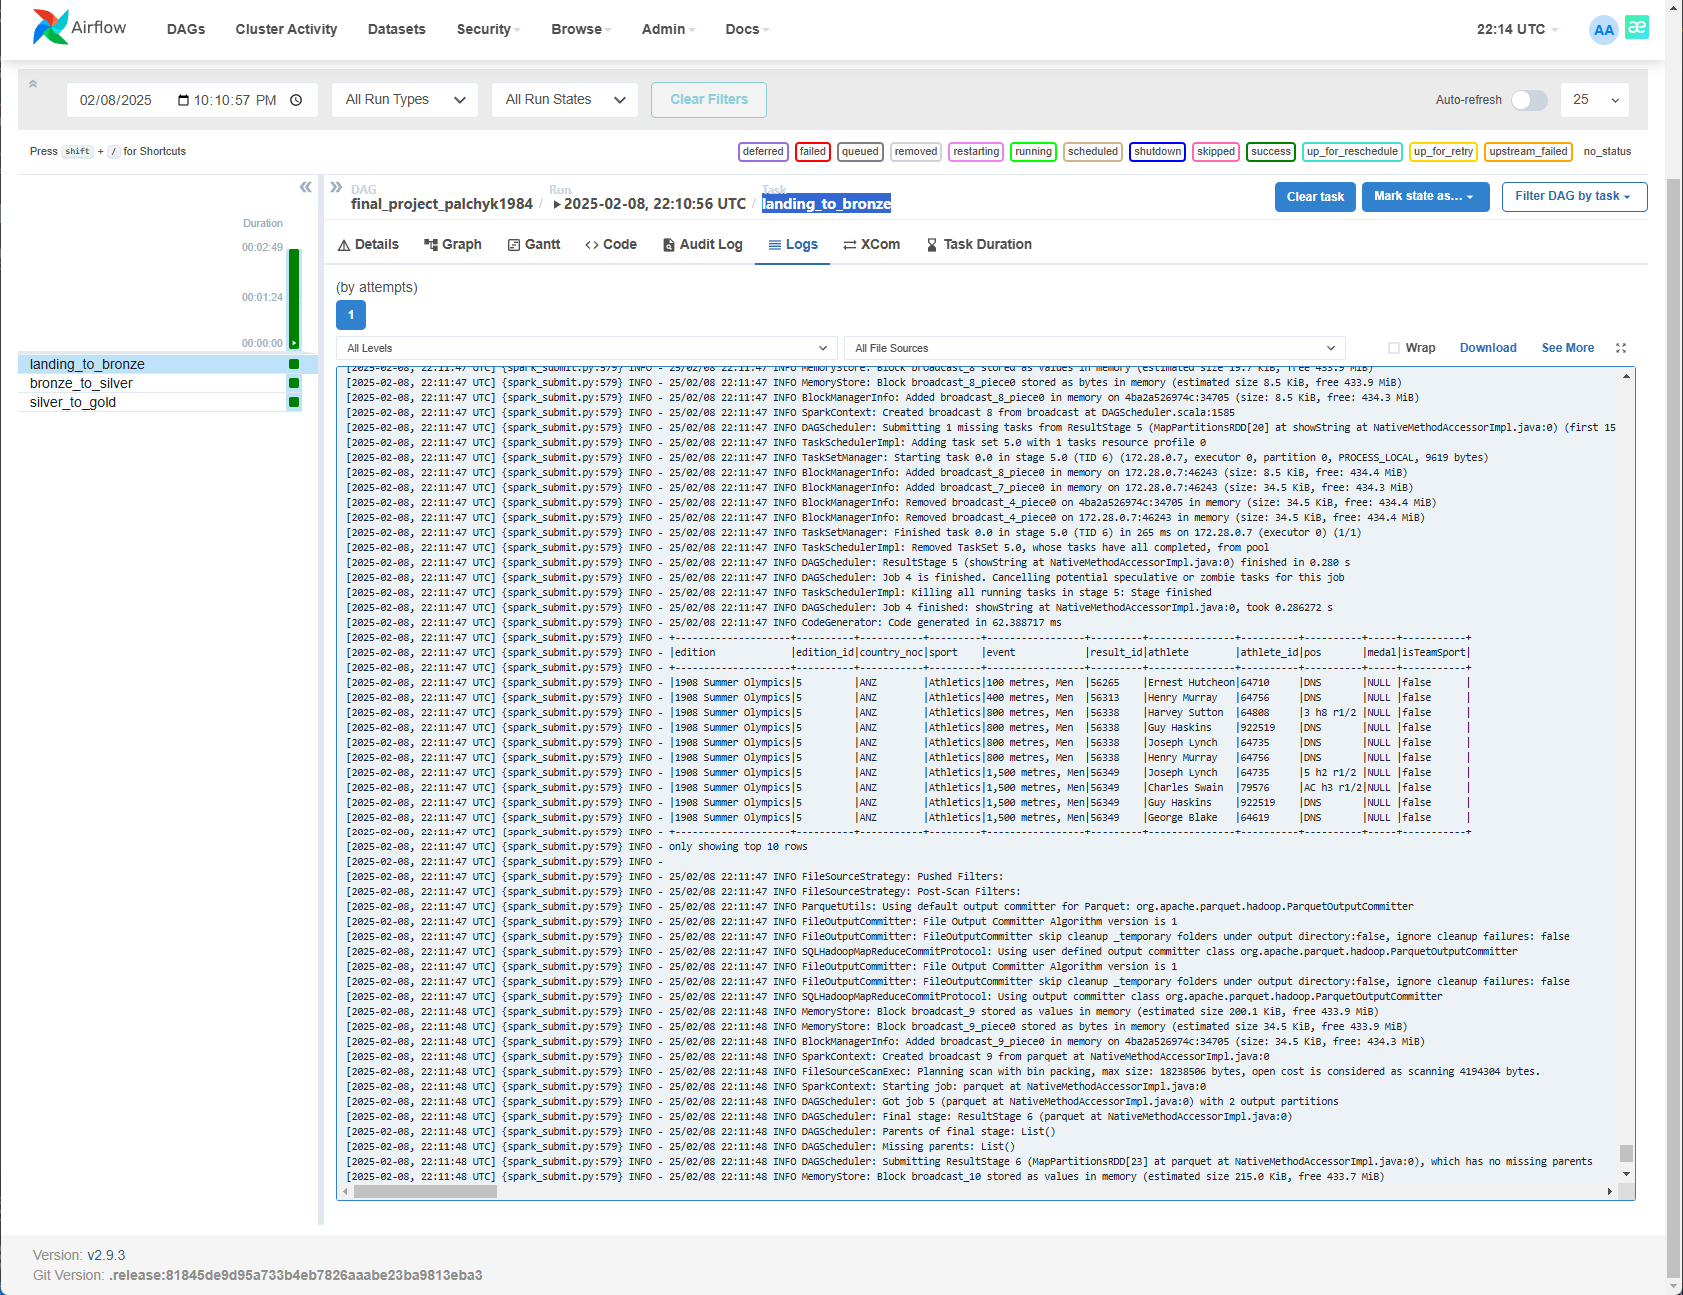 Airflow DAGs Cluster Activity Datasets Security Browse Admin Docs 22:14 UTC AA æ
02/08/2025 10:10:57 PM All Run Types All Run States Clear Filters Auto-refresh 25
Press shift + / for Shortcuts deferred failed queued removed restarting running scheduled shutdown skipped success up_for_reschedule up_for_retry upstream_failed no_status
DAG Run Task
final_project_palchyk1984 / 2025-02-08, 22:10:56 UTC / landing_to_bronze Clear task Mark state as... Filter DAG by task
Duration
00:02:49
00:01:24
00:00:00
landing_to_bronze
bronze_to_silver
silver_to_gold
Details Graph Gantt Code Audit Log Logs XCom Task Duration
(by attempts)
1
All Levels All File Sources Wrap Download See More
[2025-02-08, 22:11:47 UTC] {spark_submit.py:579} INFO - 25/02/08 22:11:47 INFO MemoryStore: Block broadcast_8 stored as values in memory (estimated size 19.7 KiB, free 433.9 MiB)
[2025-02-08, 22:11:47 UTC] {spark_submit.py:579} INFO - 25/02/08 22:11:47 INFO MemoryStore: Block broadcast_8_piece0 stored as bytes in memory (estimated size 8.5 KiB, free 433.9 MiB)
[2025-02-08, 22:11:47 UTC] {spark_submit.py:579} INFO - 25/02/08 22:11:47 INFO BlockManagerInfo: Added broadcast_8_piece0 in memory on 4ba2a526974c:34705 (size: 8.5 KiB, free: 434.3 MiB)
[2025-02-08, 22:11:47 UTC] {spark_submit.py:579} INFO - 25/02/08 22:11:47 INFO SparkContext: Created broadcast 8 from broadcast at DAGScheduler.scala:1585
[2025-02-08, 22:11:47 UTC] {spark_submit.py:579} INFO - 25/02/08 22:11:47 INFO DAGScheduler: Submitting 1 missing tasks from ResultStage 5 (MapPartitionsRDD[20] at showString at NativeMethodAccessorImpl.java:0) (first 15
[2025-02-08, 22:11:47 UTC] {spark_submit.py:579} INFO - 25/02/08 22:11:47 INFO TaskSchedulerImpl: Adding task set 5.0 with 1 tasks resource profile 0
[2025-02-08, 22:11:47 UTC] {spark_submit.py:579} INFO - 25/02/08 22:11:47 INFO TaskSetManager: Starting task 0.0 in stage 5.0 (TID 6) (172.28.0.7, executor 0, partition 0, PROCESS_LOCAL, 9619 bytes)
[2025-02-08, 22:11:47 UTC] {spark_submit.py:579} INFO - 25/02/08 22:11:47 INFO BlockManagerInfo: Added broadcast_8_piece0 in memory on 172.28.0.7:46243 (size: 8.5 KiB, free: 434.4 MiB)
[2025-02-08, 22:11:47 UTC] {spark_submit.py:579} INFO - 25/02/08 22:11:47 INFO BlockManagerInfo: Added broadcast_7_piece0 in memory on 172.28.0.7:46243 (size: 34.5 KiB, free: 434.3 MiB)
[2025-02-08, 22:11:47 UTC] {spark_submit.py:579} INFO - 25/02/08 22:11:47 INFO BlockManagerInfo: Removed broadcast_4_piece0 on 4ba2a526974c:34705 in memory (size: 34.5 KiB, free: 434.4 MiB)
[2025-02-08, 22:11:47 UTC] {spark_submit.py:579} INFO - 25/02/08 22:11:47 INFO BlockManagerInfo: Removed broadcast_4_piece0 on 172.28.0.7:46243 in memory (size: 34.5 KiB, free: 434.4 MiB)
[2025-02-08, 22:11:47 UTC] {spark_submit.py:579} INFO - 25/02/08 22:11:47 INFO TaskSetManager: Finished task 0.0 in stage 5.0 (TID 6) in 265 ms on 172.28.0.7 (executor 0) (1/1)
[2025-02-08, 22:11:47 UTC] {spark_submit.py:579} INFO - 25/02/08 22:11:47 INFO TaskSchedulerImpl: Removed TaskSet 5.0, whose tasks have all completed, from pool
[2025-02-08, 22:11:47 UTC] {spark_submit.py:579} INFO - 25/02/08 22:11:47 INFO DAGScheduler: ResultStage 5 (showString at NativeMethodAccessorImpl.java:0) finished in 0.280 s
[2025-02-08, 22:11:47 UTC] {spark_submit.py:579} INFO - 25/02/08 22:11:47 INFO DAGScheduler: Job 4 is finished. Cancelling potential speculative or zombie tasks for this job
[2025-02-08, 22:11:47 UTC] {spark_submit.py:579} INFO - 25/02/08 22:11:47 INFO TaskSchedulerImpl: Killing all running tasks in stage 5: Stage finished
[2025-02-08, 22:11:47 UTC] {spark_submit.py:579} INFO - 25/02/08 22:11:47 INFO DAGScheduler: Job 4 finished: showString at NativeMethodAccessorImpl.java:0, took 0.286272 s
[2025-02-08, 22:11:47 UTC] {spark_submit.py:579} INFO - 25/02/08 22:11:47 INFO CodeGenerator: Code generated in 62.388717 ms
[2025-02-08, 22:11:47 UTC] {spark_submit.py:579} INFO - +--------------------+----------+-----------+---------+-----------------+---------+---------------+----------+----------+-----+-----------+
[2025-02-08, 22:11:47 UTC] {spark_submit.py:579} INFO - |edition |edition_id|country_noc|sport |event |result_id|athlete |athlete_id|pos |medal|isTeamSport|
[2025-02-08, 22:11:47 UTC] {spark_submit.py:579} INFO - +--------------------+----------+-----------+---------+-----------------+---------+---------------+----------+----------+-----+-----------+
[2025-02-08, 22:11:47 UTC] {spark_submit.py:579} INFO - |1908 Summer Olympics|5 |ANZ |Athletics|100 metres, Men |56265 |Ernest Hutcheon|64710 |DNS |NULL |false |
[2025-02-08, 22:11:47 UTC] {spark_submit.py:579} INFO - |1908 Summer Olympics|5 |ANZ |Athletics|400 metres, Men |56313 |Henry Murray |64756 |DNS |NULL |false |
[2025-02-08, 22:11:47 UTC] {spark_submit.py:579} INFO - |1908 Summer Olympics|5 |ANZ |Athletics|800 metres, Men |56338 |Harvey Sutton |64808 |3 h8 r1/2 |NULL |false |
[2025-02-08, 22:11:47 UTC] {spark_submit.py:579} INFO - |1908 Summer Olympics|5 |ANZ |Athletics|800 metres, Men |56338 |Guy Haskins |922519 |DNS |NULL |false |
[2025-02-08, 22:11:47 UTC] {spark_submit.py:579} INFO - |1908 Summer Olympics|5 |ANZ |Athletics|800 metres, Men |56338 |Joseph Lynch |64735 |DNS |NULL |false |
[2025-02-08, 22:11:47 UTC] {spark_submit.py:579} INFO - |1908 Summer Olympics|5 |ANZ |Athletics|800 metres, Men |56338 |Henry Murray |64756 |DNS |NULL |false |
[2025-02-08, 22:11:47 UTC] {spark_submit.py:579} INFO - |1908 Summer Olympics|5 |ANZ |Athletics|1,500 metres, Men|56349 |Joseph Lynch |64735 |5 h2 r1/2 |NULL |false |
[2025-02-08, 22:11:47 UTC] {spark_submit.py:579} INFO - |1908 Summer Olympics|5 |ANZ |Athletics|1,500 metres, Men|56349 |Charles Swain |79576 |AC h3 r1/2|NULL |false |
[2025-02-08, 22:11:47 UTC] {spark_submit.py:579} INFO - |1908 Summer Olympics|5 |ANZ |Athletics|1,500 metres, Men|56349 |Guy Haskins |922519 |DNS |NULL |false |
[2025-02-08, 22:11:47 UTC] {spark_submit.py:579} INFO - |1908 Summer Olympics|5 |ANZ |Athletics|1,500 metres, Men|56349 |George Blake |64619 |DNS |NULL |false |
[2025-02-08, 22:11:47 UTC] {spark_submit.py:579} INFO - +--------------------+----------+-----------+---------+-----------------+---------+---------------+----------+----------+-----+-----------+
[2025-02-08, 22:11:47 UTC] {spark_submit.py:579} INFO - only showing top 10 rows
[2025-02-08, 22:11:47 UTC] {spark_submit.py:579} INFO -
[2025-02-08, 22:11:47 UTC] {spark_submit.py:579} INFO - 25/02/08 22:11:47 INFO FileSourceStrategy: Pushed Filters:
[2025-02-08, 22:11:47 UTC] {spark_submit.py:579} INFO - 25/02/08 22:11:47 INFO FileSourceStrategy: Post-Scan Filters:
[2025-02-08, 22:11:47 UTC] {spark_submit.py:579} INFO - 25/02/08 22:11:47 INFO ParquetUtils: Using default output committer for Parquet: org.apache.parquet.hadoop.ParquetOutputCommitter
[2025-02-08, 22:11:47 UTC] {spark_submit.py:579} INFO - 25/02/08 22:11:47 INFO FileOutputCommitter: File Output Committer Algorithm version is 1
[2025-02-08, 22:11:47 UTC] {spark_submit.py:579} INFO - 25/02/08 22:11:47 INFO FileOutputCommitter: FileOutputCommitter skip cleanup _temporary folders under output directory:false, ignore cleanup failures: false
[2025-02-08, 22:11:47 UTC] {spark_submit.py:579} INFO - 25/02/08 22:11:47 INFO SQLHadoopMapReduceCommitProtocol: Using user defined output committer class org.apache.parquet.hadoop.ParquetOutputCommitter
[2025-02-08, 22:11:47 UTC] {spark_submit.py:579} INFO - 25/02/08 22:11:47 INFO FileOutputCommitter: File Output Committer Algorithm version is 1
[2025-02-08, 22:11:47 UTC] {spark_submit.py:579} INFO - 25/02/08 22:11:47 INFO FileOutputCommitter: FileOutputCommitter skip cleanup _temporary folders under output directory:false, ignore cleanup failures: false
[2025-02-08, 22:11:47 UTC] {spark_submit.py:579} INFO - 25/02/08 22:11:47 INFO SQLHadoopMapReduceCommitProtocol: Using output committer class org.apache.parquet.hadoop.ParquetOutputCommitter
[2025-02-08, 22:11:48 UTC] {spark_submit.py:579} INFO - 25/02/08 22:11:48 INFO MemoryStore: Block broadcast_9 stored as values in memory (estimated size 200.1 KiB, free 433.9 MiB)
[2025-02-08, 22:11:48 UTC] {spark_submit.py:579} INFO - 25/02/08 22:11:48 INFO MemoryStore: Block broadcast_9_piece0 stored as bytes in memory (estimated size 34.5 KiB, free 433.9 MiB)
[2025-02-08, 22:11:48 UTC] {spark_submit.py:579} INFO - 25/02/08 22:11:48 INFO BlockManagerInfo: Added broadcast_9_piece0 in memory on 4ba2a526974c:34705 (size: 34.5 KiB, free: 434.3 MiB)
[2025-02-08, 22:11:48 UTC] {spark_submit.py:579} INFO - 25/02/08 22:11:48 INFO SparkContext: Created broadcast 9 from parquet at NativeMethodAccessorImpl.java:0
[2025-02-08, 22:11:48 UTC] {spark_submit.py:579} INFO - 25/02/08 22:11:48 INFO FileSourceScanExec: Planning scan with bin packing, max size: 18238506 bytes, open cost is considered as scanning 4194304 bytes.
[2025-02-08, 22:11:48 UTC] {spark_submit.py:579} INFO - 25/02/08 22:11:48 INFO SparkContext: Starting job: parquet at NativeMethodAccessorImpl.java:0
[2025-02-08, 22:11:48 UTC] {spark_submit.py:579} INFO - 25/02/08 22:11:48 INFO DAGScheduler: Got job 5 (parquet at NativeMethodAccessorImpl.java:0) with 2 output partitions
[2025-02-08, 22:11:48 UTC] {spark_submit.py:579} INFO - 25/02/08 22:11:48 INFO DAGScheduler: Final stage: ResultStage 6 (parquet at NativeMethodAccessorImpl.java:0)
[2025-02-08, 22:11:48 UTC] {spark_submit.py:579} INFO - 25/02/08 22:11:48 INFO DAGScheduler: Parents of final stage: List()
[2025-02-08, 22:11:48 UTC] {spark_submit.py:579} INFO - 25/02/08 22:11:48 INFO DAGScheduler: Missing parents: List()
[2025-02-08, 22:11:48 UTC] {spark_submit.py:579} INFO - 25/02/08 22:11:48 INFO DAGScheduler: Submitting ResultStage 6 (MapPartitionsRDD[23] at parquet at NativeMethodAccessorImpl.java:0), which has no missing parents
[2025-02-08, 22:11:48 UTC] {spark_submit.py:579} INFO - 25/02/08 22:11:48 INFO MemoryStore: Block broadcast_10 stored as values in memory (estimated size 215.0 KiB, free 433.7 MiB)
Version: v2.9.3
Git Version: .release:81845de9d95a733b4eb7826aaabe23ba9813eba3